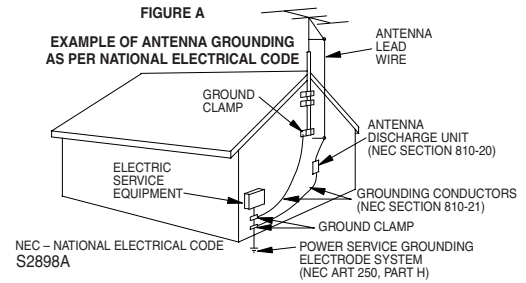 FIGURE A
EXAMPLE OF ANTENNA GROUNDING
AS PER NATIONAL ELECTRICAL CODE
ANTENNA
LEAD
WIRE
GROUND
CLAMP
ANTENNA
DISCHARGE UNIT
(NEC SECTION 810-20)
ELECTRIC
SERVICE
EQUIPMENT
GROUNDING CONDUCTORS
(NEC SECTION 810-21)
GROUND CLAMP
POWER SERVICE GROUNDING
ELECTRODE SYSTEM
(NEC ART 250, PART H)
NEC – NATIONAL ELECTRICAL CODE
S2898A